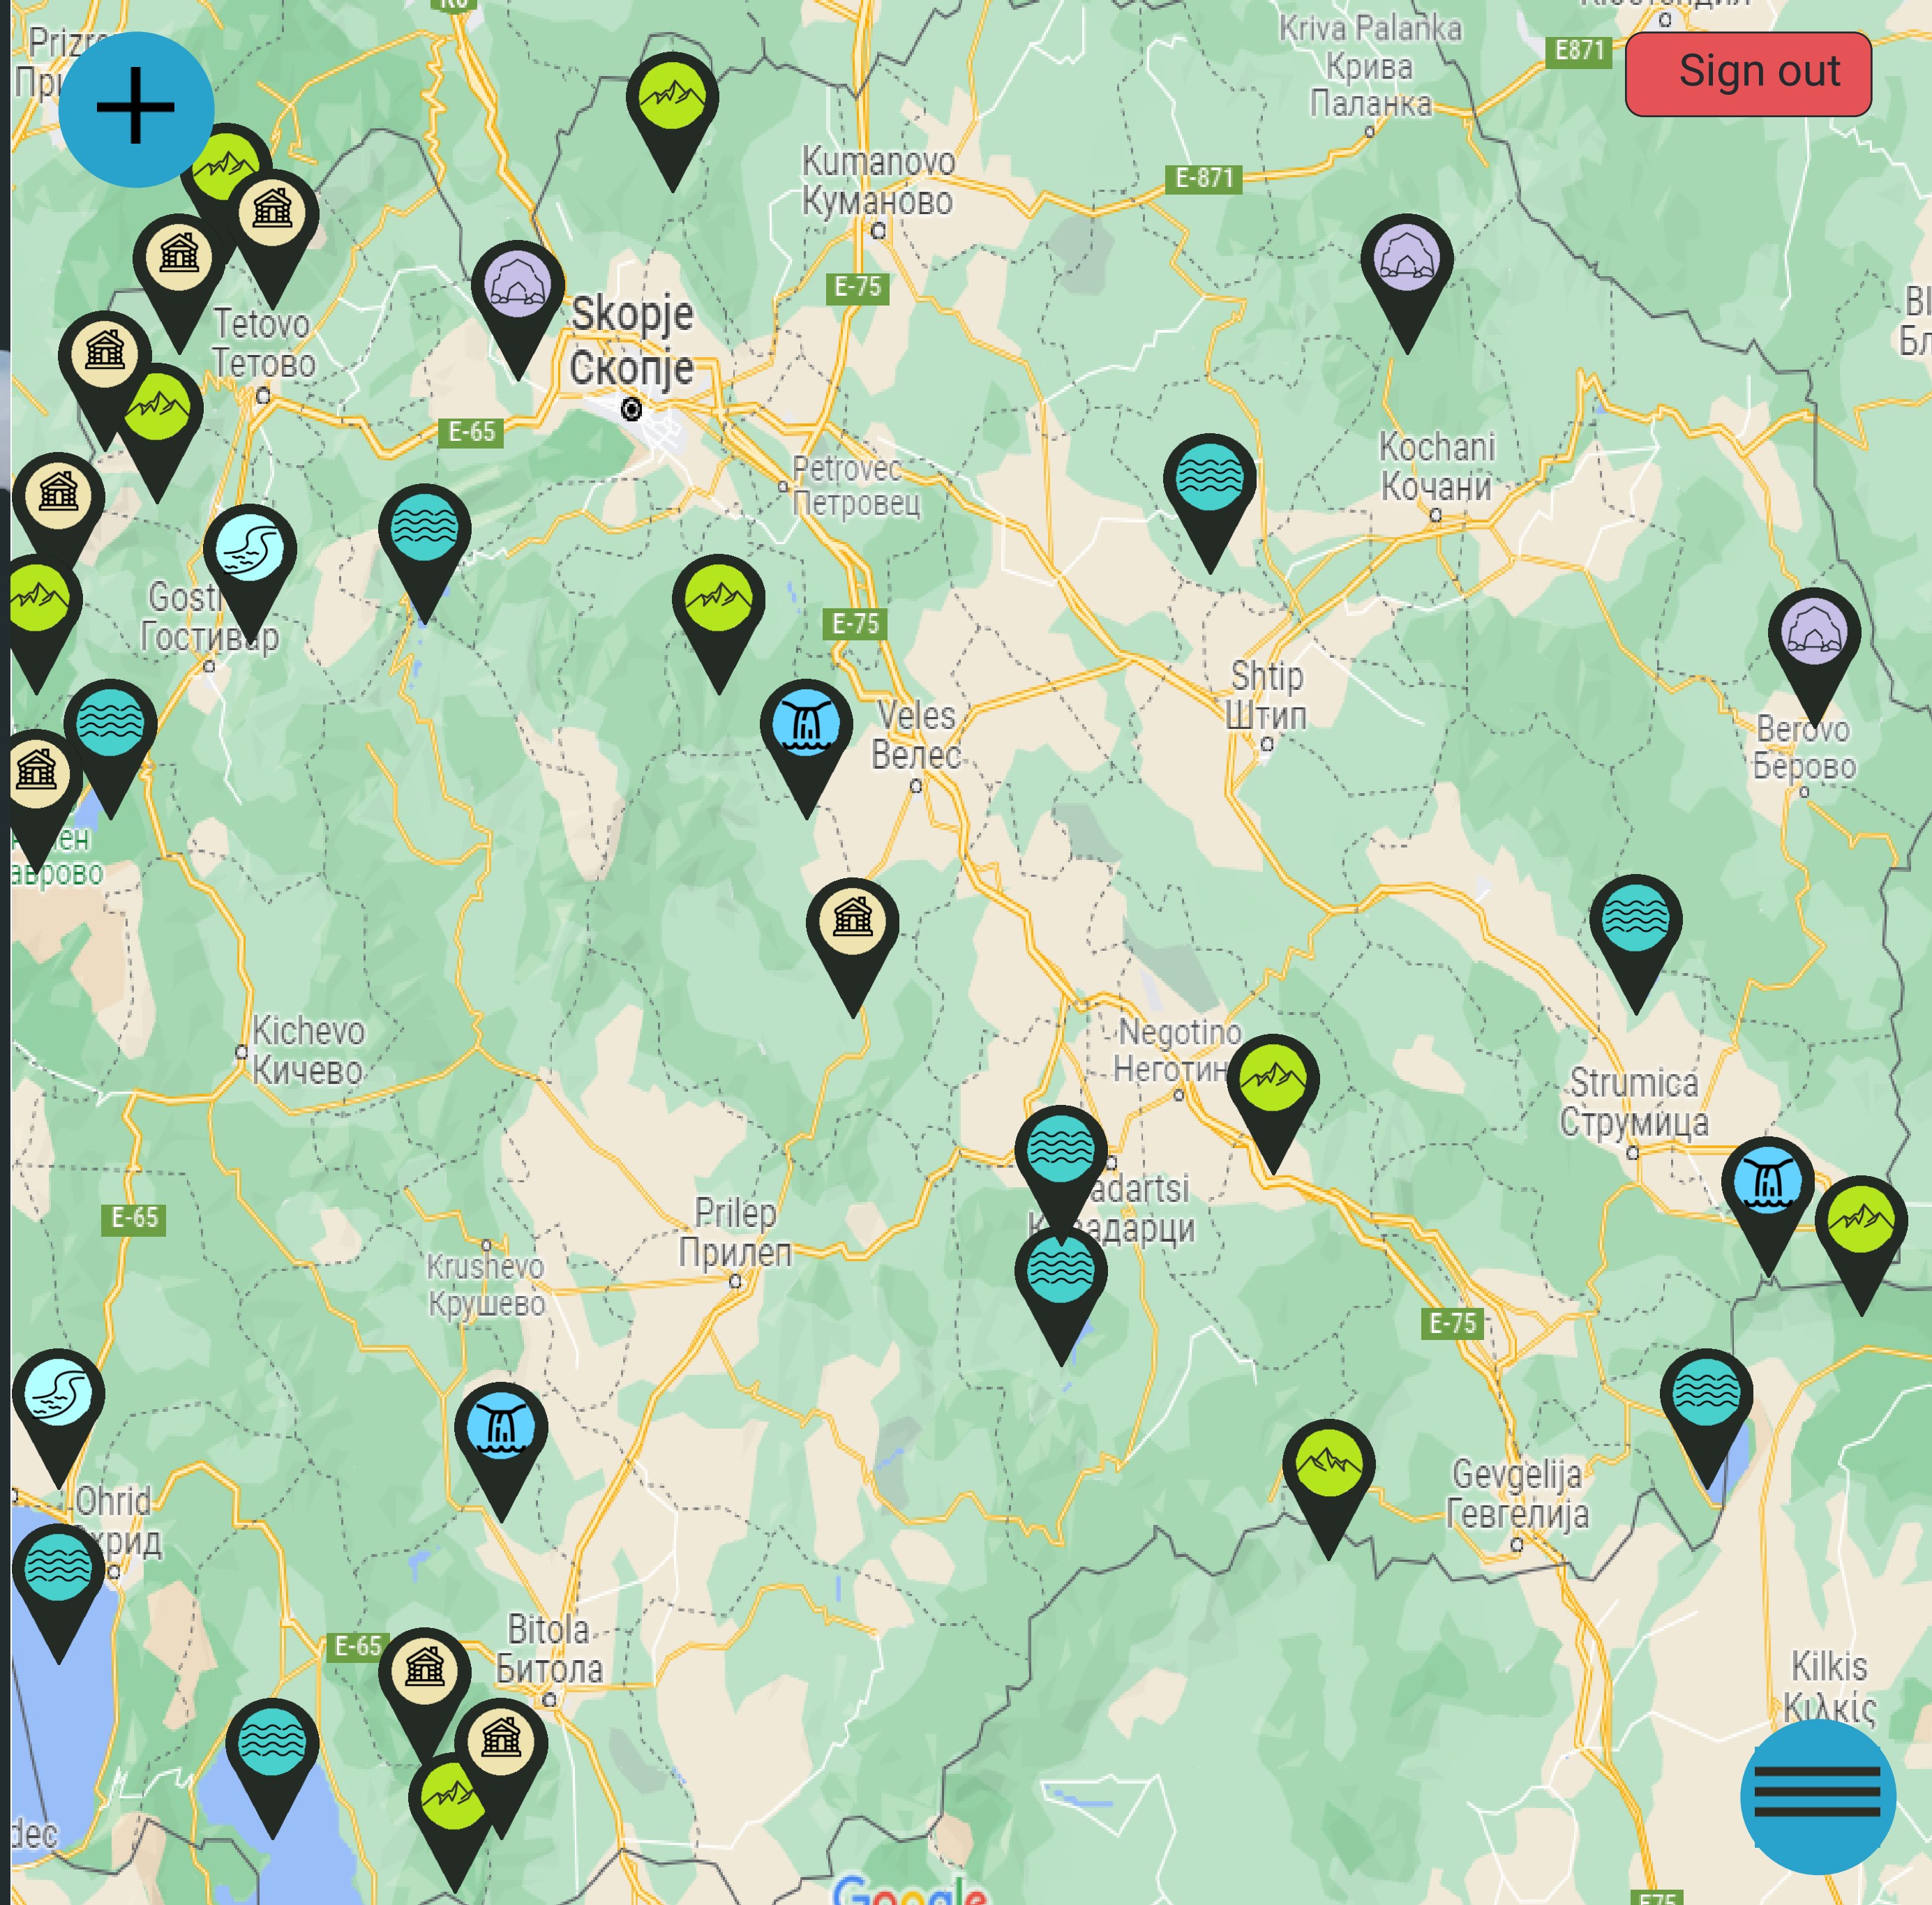 Kriva Palanka
Крива
Паланка
E871
Sign out
Kumanovo
Куманово
E-871
E-75
Tetovo
Тетово
Skopje
Скопје
E-65
Petrovec
Петровец
Kochani
Кочани
Гостивар
E-75
Shtip
Штип
Veles
Велес
Berovo
Берово
Kichevo
Кичево
Negotino
Strumica
Струмица
E-65
Prilep
Прилеп
Krushevo
Крушево
E-75
Gevgelija
Гевгелија
Ohrid
E-65
Bitola
Битола
Kilkis
Κιλκίς
Google
E75